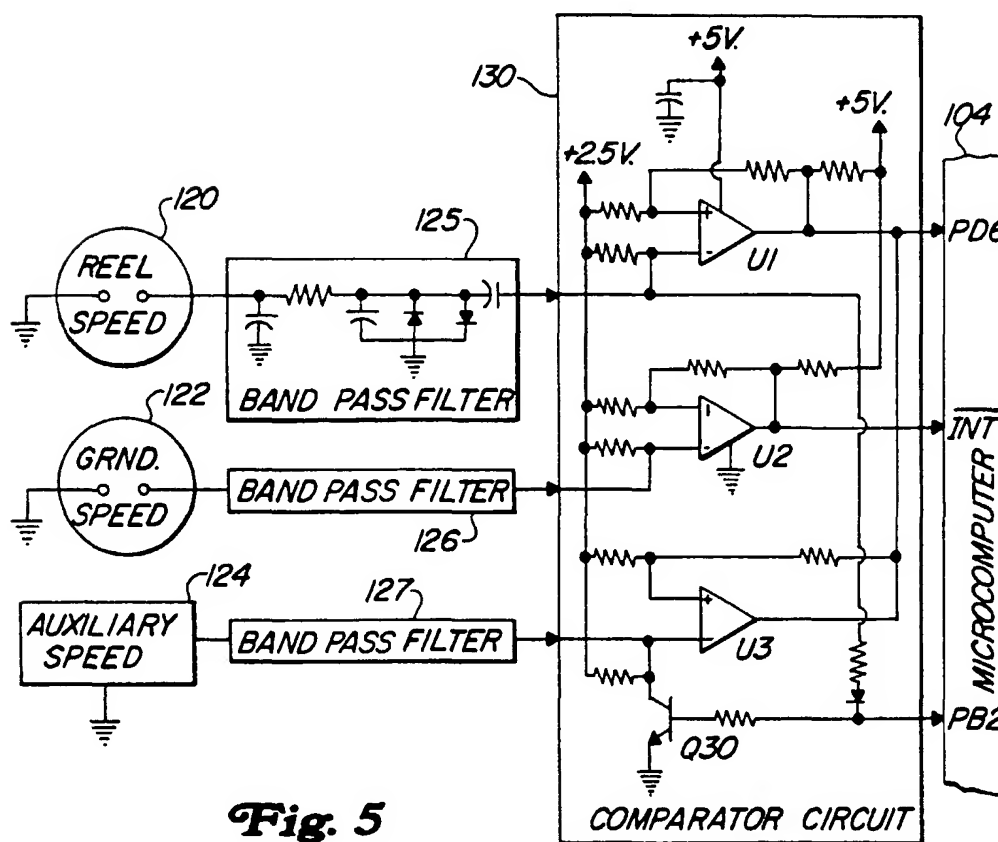 +5V.
130
+5V.
104
+2.5V.
120
125
REEL
SPEED
+
-
U1
PD6
BAND PASS FILTER
122
GRND.
SPEED
-
U2
INT
BAND PASS FILTER
126
124
127
AUXILIARY
SPEED
BAND PASS FILTER
+
-
U3
MICROCOMPUTER
PB2
Q30
Fig. 5
COMPARATOR CIRCUIT